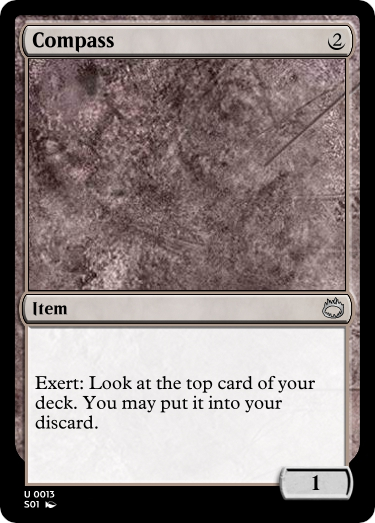 Compass 2
Item
Exert: Look at the top card of your
deck. You may put it into your
discard.
1
U 0013
S01